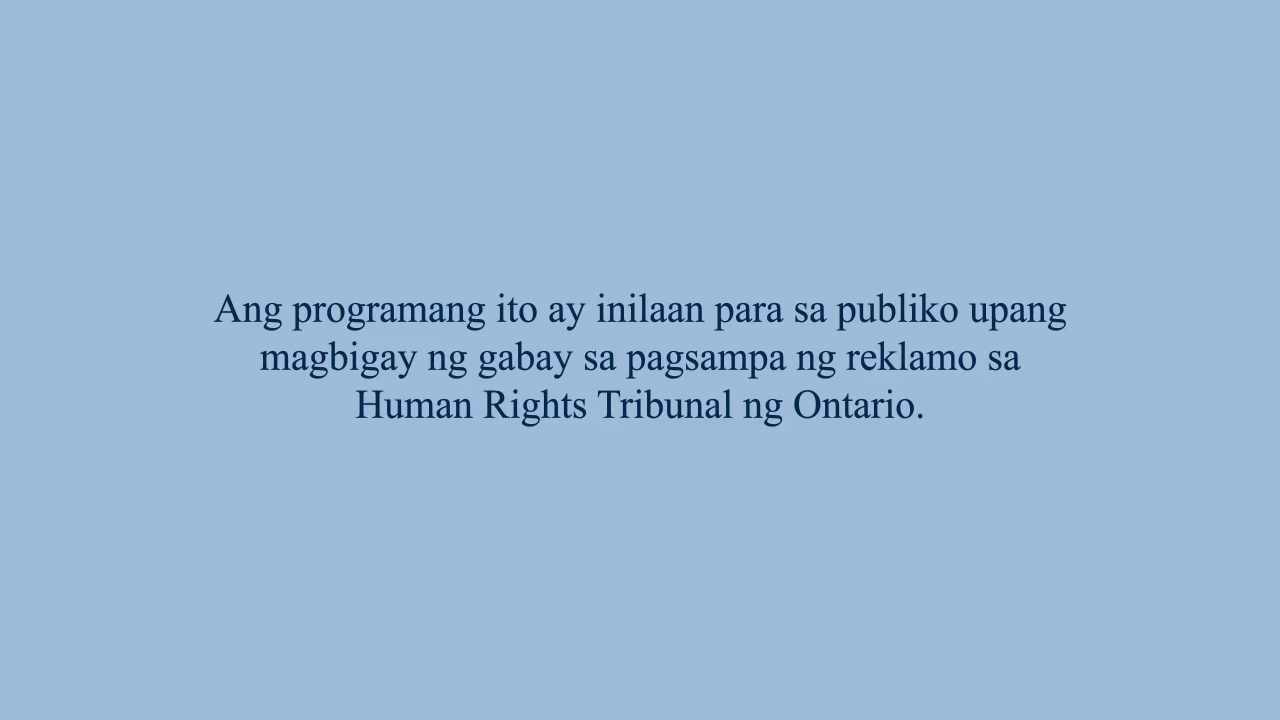 Ang programang ito ay inilaan para sa publiko upang
magbigay ng gabay sa pagsampa ng reklamo sa
Human Rights Tribunal ng Ontario.